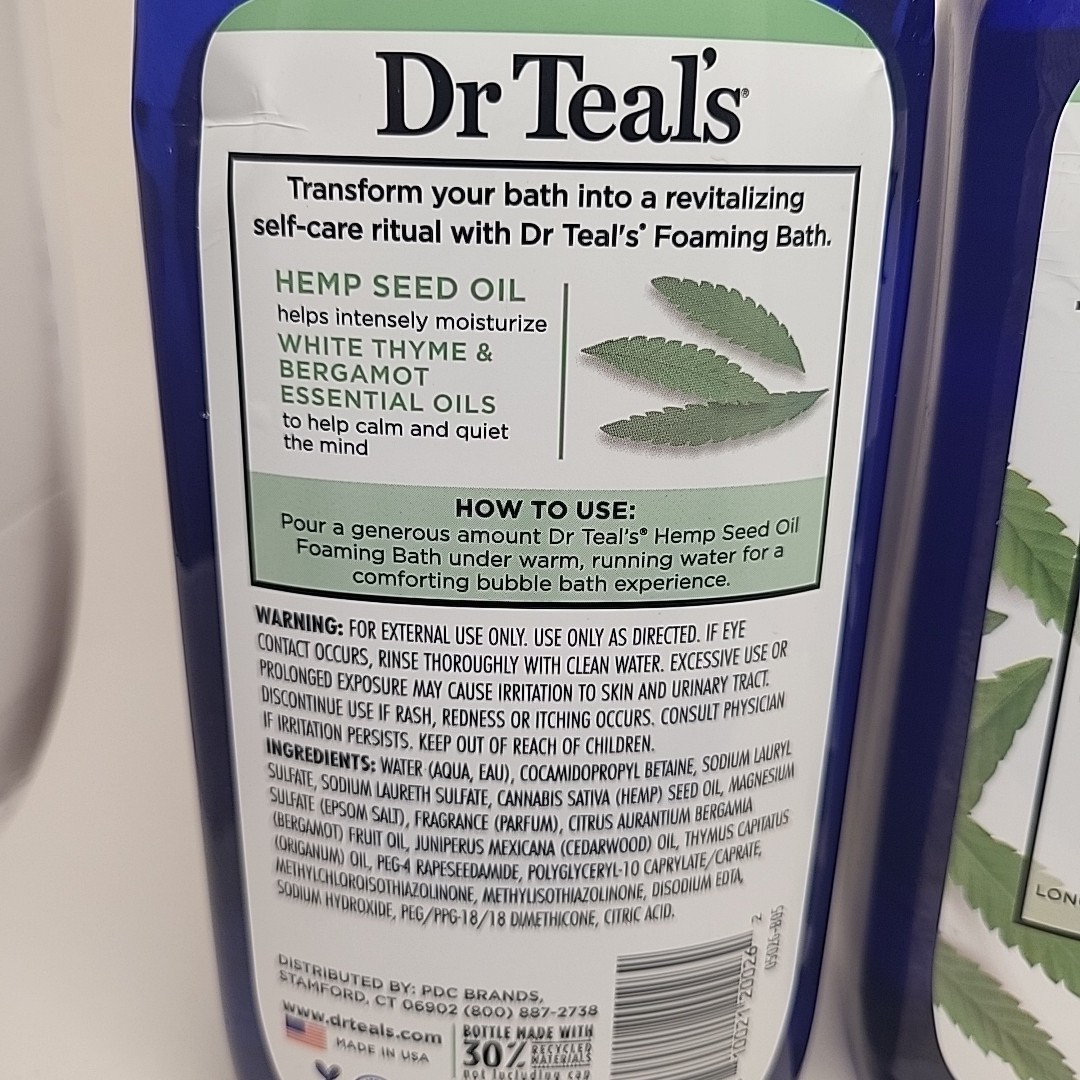 Dr Teal's®
Transform your bath into a revitalizing
self-care ritual with Dr Teal's® Foaming Bath.
HEMP SEED OIL
helps intensely moisturize
WHITE THYME &
BERGAMOT
ESSENTIAL OILS
to help calm and quiet
the mind
HOW TO USE:
Pour a generous amount Dr Teal's® Hemp Seed Oil
Foaming Bath under warm, running water for a
comforting bubble bath experience.
WARNING: FOR EXTERNAL USE ONLY. USE ONLY AS DIRECTED. IF EYE
CONTACT OCCURS, RINSE THOROUGHLY WITH CLEAN WATER. EXCESSIVE USE OR
PROLONGED EXPOSURE MAY CAUSE IRRITATION TO SKIN AND URINARY TRACT.
DISCONTINUE USE IF RASH, REDNESS OR ITCHING OCCURS. CONSULT PHYSICIAN
IF IRRITATION PERSISTS. KEEP OUT OF REACH OF CHILDREN.
INGREDIENTS: WATER (AQUA, EAU), COCAMIDOPROPYL BETAINE, SODIUM LAURYL
SULFATE, SODIUM LAURETH SULFATE, CANNABIS SATIVA (HEMP) SEED OIL, MAGNESIUM
SULFATE (EPSOM SALT), FRAGRANCE (PARFUM), CITRUS AURANTIUM BERGAMIA
(BERGAMOT) FRUIT OIL, JUNIPERUS MEXICANA (CEDARWOOD) OIL, THYMUS CAPITATUS
(ORIGANUM) OIL, PEG-4 RAPESEEDAMIDE, POLYGLYCERYL-10 CAPRYLATE/CAPRATE,
METHYLCHLOROISOTHIAZOLINONE, METHYLISOTHIAZOLINONE, DISODIUM EDTA,
SODIUM HYDROXIDE, PEG/PPG-18/18 DIMETHICONE, CITRIC ACID.
DISTRIBUTED BY: PDC BRANDS,
STAMFORD, CT 06902 (800) 887-2738
www.drteals.com
MADE IN USA
BOTTLE MADE WITH
30% RECYCLED
MATERIALS
not including cap
20026 2
05026-B05
LON